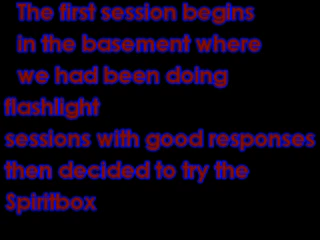 The first session begins
in the basement where
we had been doing
flashlight
sessions with good responses
then decided to try the
Spiritbox